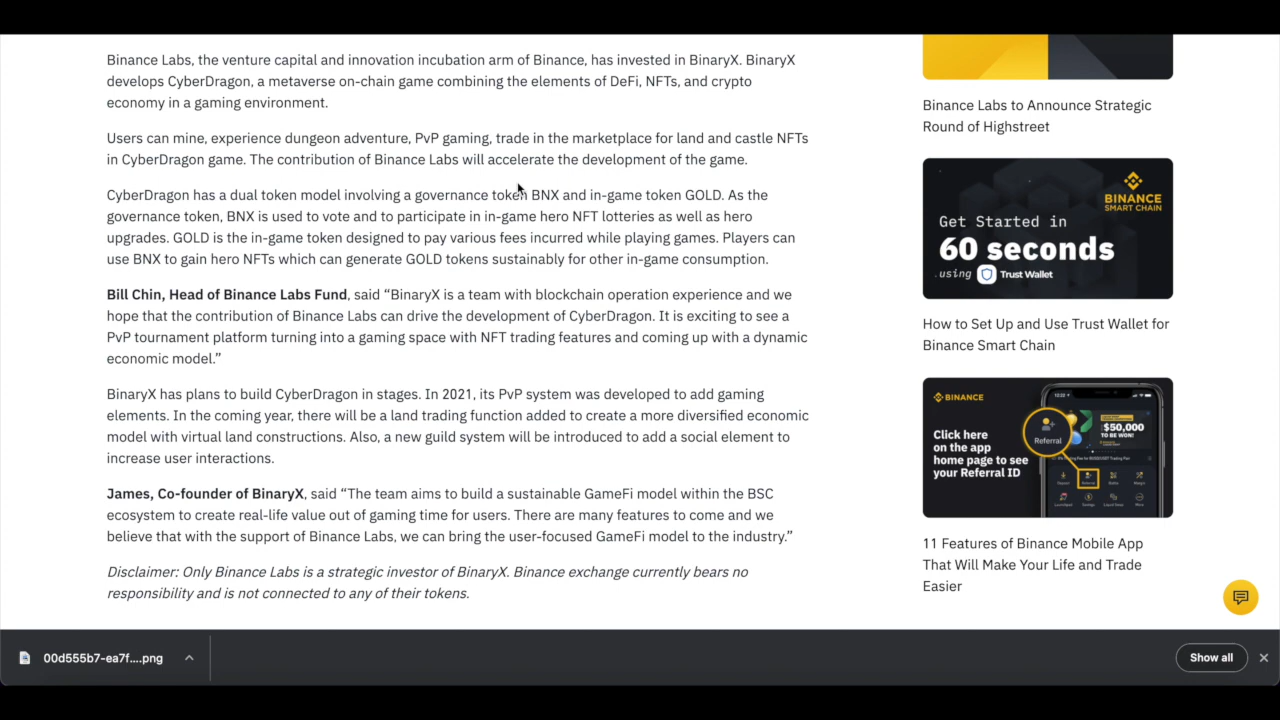 Binance Labs, the venture capital and innovation incubation arm of Binance, has invested in BinaryX. BinaryX
develops CyberDragon, a metaverse on-chain game combining the elements of DeFi, NFTs, and crypto
economy in a gaming environment.
Users can mine, experience dungeon adventure, PvP gaming, trade in the marketplace for land and castle NFTs
in CyberDragon game. The contribution of Binance Labs will accelerate the development of the game.
CyberDragon has a dual token model involving a governance token BNX and in-game token GOLD. As the
governance token, BNX is used to vote and to participate in in-game hero NFT lotteries as well as hero
upgrades. GOLD is the in-game token designed to pay various fees incurred while playing games. Players can
use BNX to gain hero NFTs which can generate GOLD tokens sustainably for other in-game consumption.
Bill Chin, Head of Binance Labs Fund, said “BinaryX is a team with blockchain operation experience and we
hope that the contribution of Binance Labs can drive the development of CyberDragon. It is exciting to see a
PvP tournament platform turning into a gaming space with NFT trading features and coming up with a dynamic
economic model.”
BinaryX has plans to build CyberDragon in stages. In 2021, its PvP system was developed to add gaming
elements. In the coming year, there will be a land trading function added to create a more diversified economic
model with virtual land constructions. Also, a new guild system will be introduced to add a social element to
increase user interactions.
James, Co-founder of BinaryX, said “The team aims to build a sustainable GameFi model within the BSC
ecosystem to create real-life value out of gaming time for users. There are many features to come and we
believe that with the support of Binance Labs, we can bring the user-focused GameFi model to the industry.”
Disclaimer: Only Binance Labs is a strategic investor of BinaryX. Binance exchange currently bears no
responsibility and is not connected to any of their tokens.
Binance Labs to Announce Strategic
Round of Highstreet
BINANCE
SMART CHAIN
Get Started in
60 seconds
using Trust Wallet
How to Set Up and Use Trust Wallet for
Binance Smart Chain
BINANCE
Click here
on the app
home page to see
your Referral ID
Referral
$50,000
TO BE WON!
11 Features of Binance Mobile App
That Will Make Your Life and Trade
Easier
00d555b7-ea7f....png
Show all